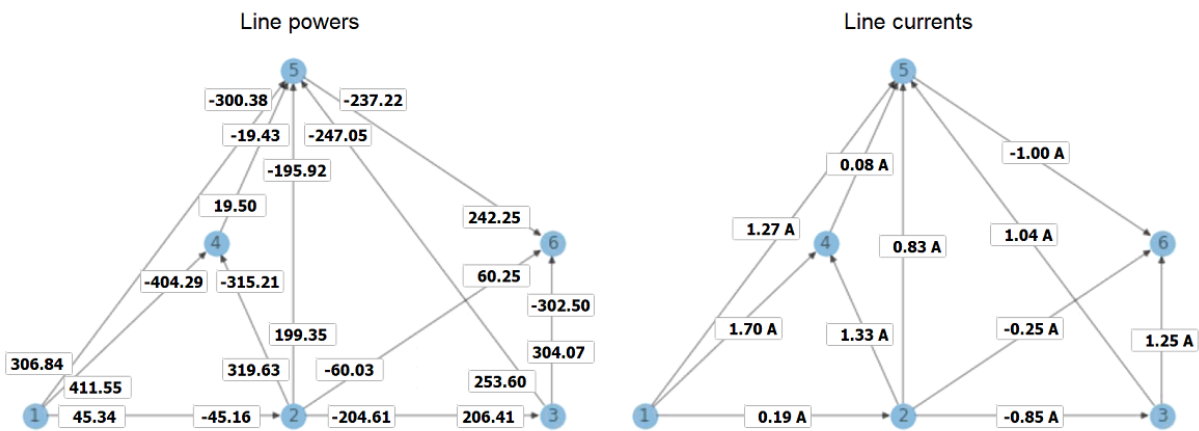 Line powers
Line currents
5
5
-300.38
-237.22
-19.43
-247.05
-1.00 A
0.08 A
-195.92
19.50
242.25
1.27 A
1.04 A
4
6
4
0.83 A
6
-404.29
-315.21
60.25
-302.50
1.70 A
1.33 A
-0.25 A
1.25 A
199.35
304.07
306.84
319.63
-60.03
253.60
411.55
1
45.34
-45.16
2
-204.61
206.41
3
1
0.19 A
2
-0.85 A
3